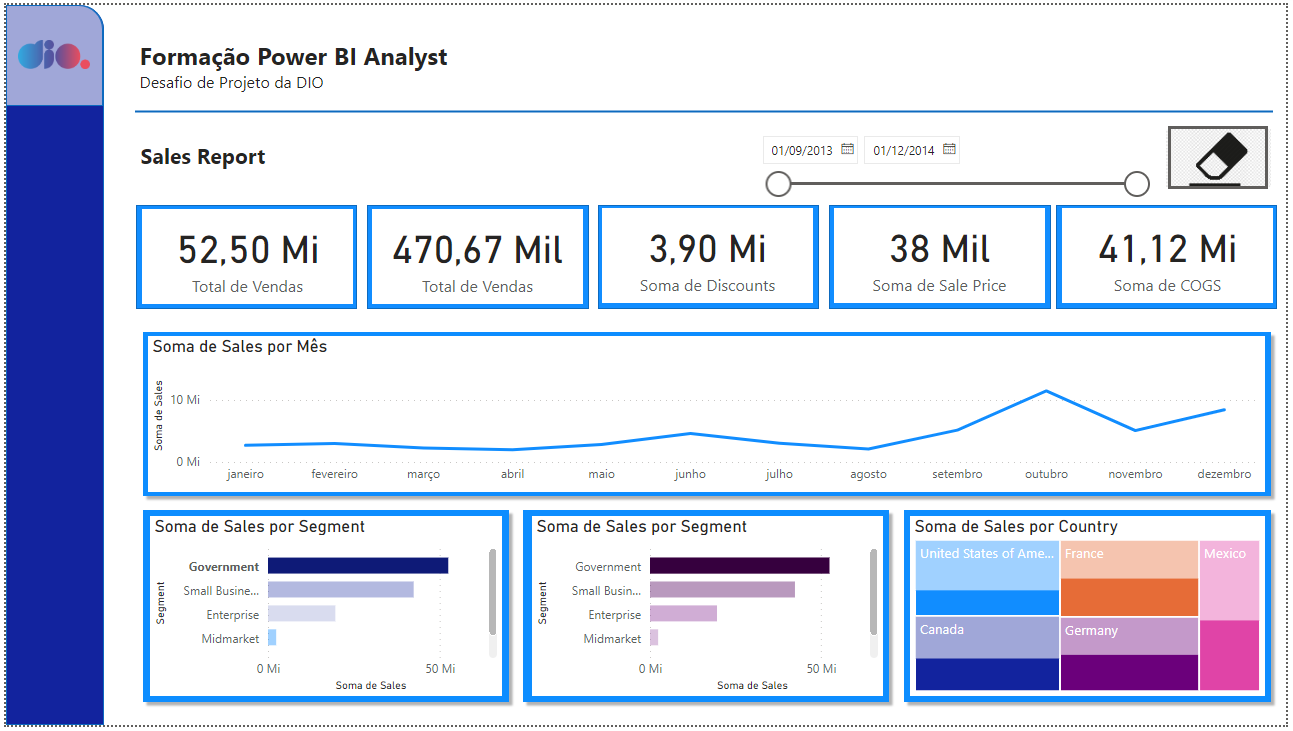 dio.
Formação Power BI Analyst
Desafio de Projeto da DIO
Sales Report
01/09/2013
01/12/2014
52,50 Mi
Total de Vendas
470,67 Mil
Total de Vendas
3,90 Mi
Soma de Discounts
38 Mil
Soma de Sale Price
41,12 Mi
Soma de COGS
Soma de Sales por Mês
Soma de Sales
10 Mi
0 Mi
janeiro
fevereiro
março
abril
maio
junho
julho
agosto
setembro
outubro
novembro
dezembro
Soma de Sales por Segment
Segment
Government
Small Busine...
Enterprise
Midmarket
0 Mi
50 Mi
Soma de Sales
Soma de Sales por Segment
Segment
Government
Small Busin...
Enterprise
Midmarket
0 Mi
50 Mi
Soma de Sales
Soma de Sales por Country
United States of Ame...
France
Mexico
Canada
Germany